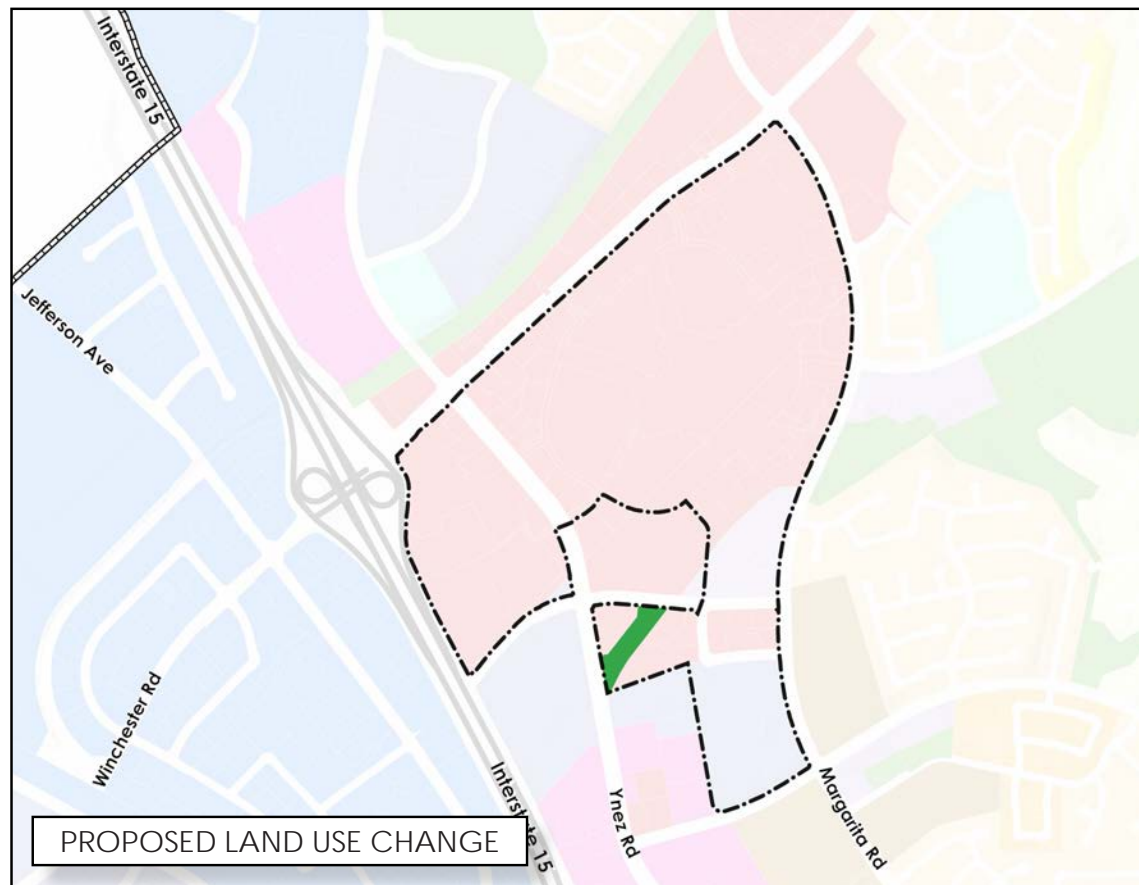 Interstate 15
Jefferson Ave
Winchester Rd
Interstate 15
Ynez Rd
Margarita Rd
PROPOSED LAND USE CHANGE